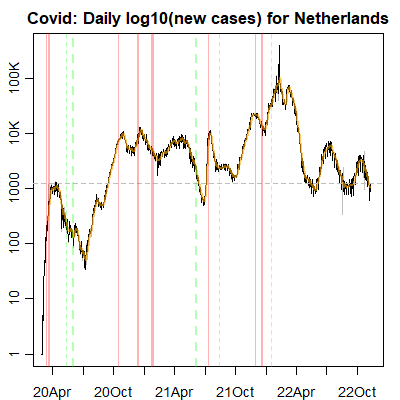 Covid: Daily log10(new cases) for Netherlands
100K
10K
1000
100
10
1
20Apr 20Oct 21Apr 21Oct 22Apr 22Oct